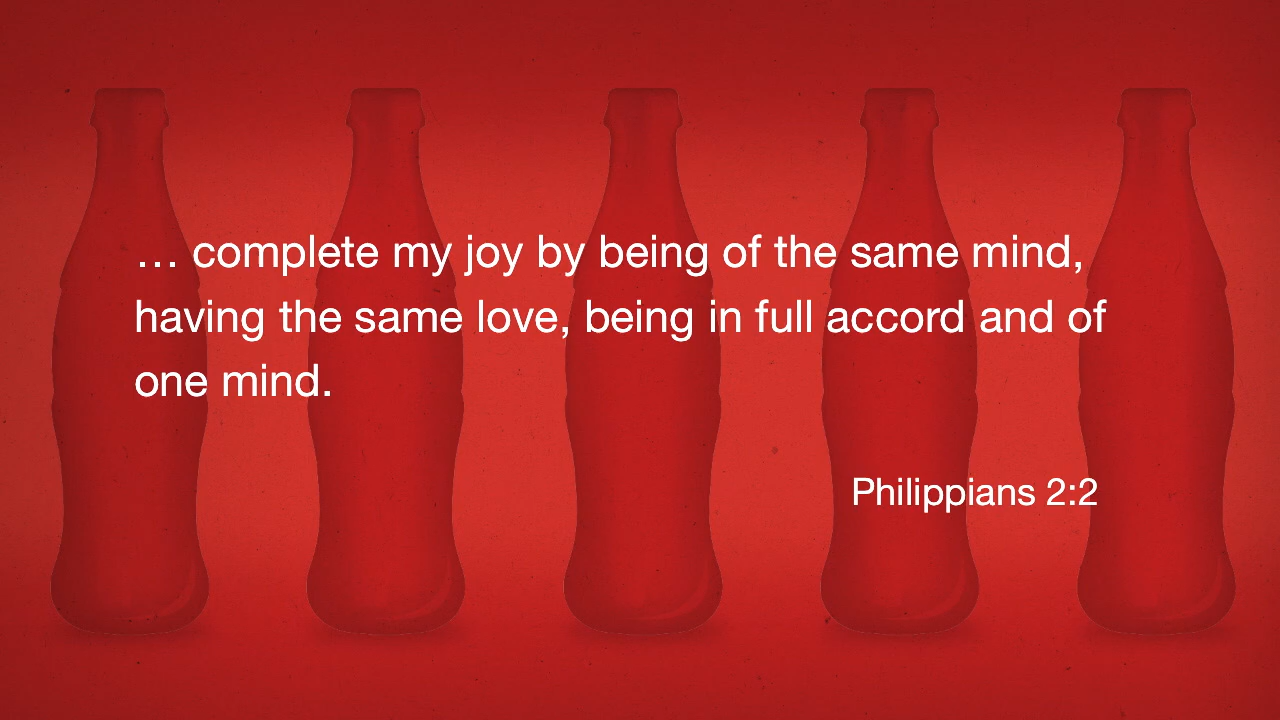 … complete my joy by being of the same mind,
having the same love, being in full accord and of
one mind.
Philippians 2:2